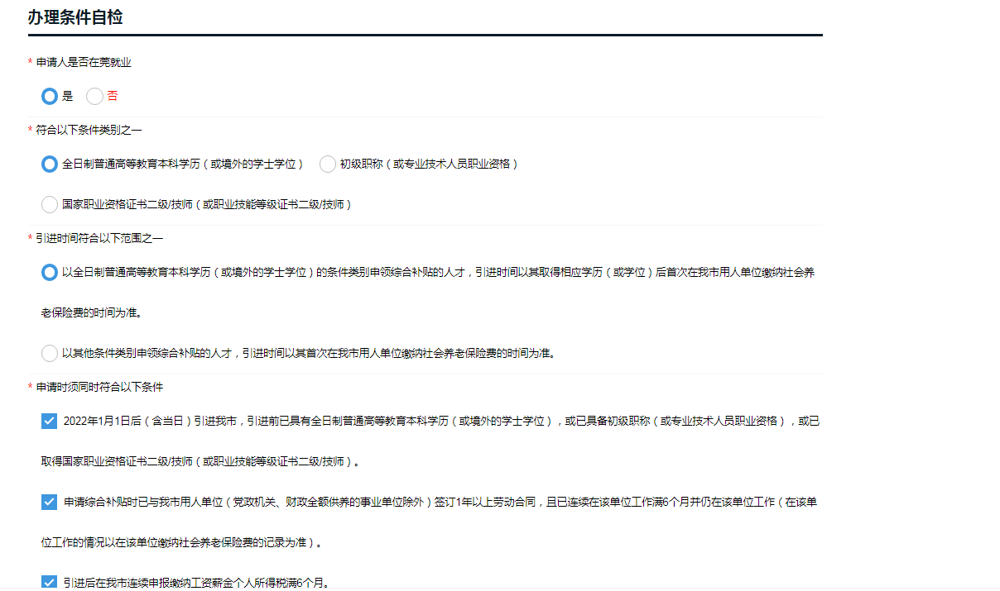 办理条件自检
* 申请人是否在莞就业
是 否
* 符合以下条件类别之一
全日制普通高等教育本科学历（或境外的学士学位） 初级职称（或专业技术人员职业资格）
国家职业资格证书二级/技师（或职业技能等级证书二级/技师）
* 引进时间符合以下范围之一
以全日制普通高等教育本科学历（或境外的学士学位）的条件类别申领综合补贴的人才，引进时间以其取得相应学历（或学位）后首次在我市用人单位缴纳社会养
老保险费的时间为准。
以其他条件类别申领综合补贴的人才，引进时间以其首次在我市用人单位缴纳社会养老保险费的时间为准。
* 申请时须同时符合以下条件
2022年1月1日后（含当日）引进我市，引进前已具有全日制普通高等教育本科学历（或境外的学士学位），或已具备初级职称（或专业技术人员职业资格），或已
取得国家职业资格证书二级/技师（或职业技能等级证书二级/技师）。
申请综合补贴时已与我市用人单位（党政机关、财政全额供养的事业单位除外）签订1年以上劳动合同，且已连续在该单位工作满6个月并仍在该单位工作（在该单
位工作的情况以在该单位缴纳社会养老保险费的记录为准）。
引进后在我市连续申报缴纳工资薪金个人所得税满6个月。